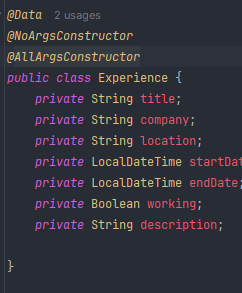 @Data 2 usages
@NoArgsConstructor
@AllArgsConstructor
public class Experience {
private String title;
private String company;
private String location;
private LocalDateTime startDat
private LocalDateTime endDate;
private Boolean working;
private String description;
}